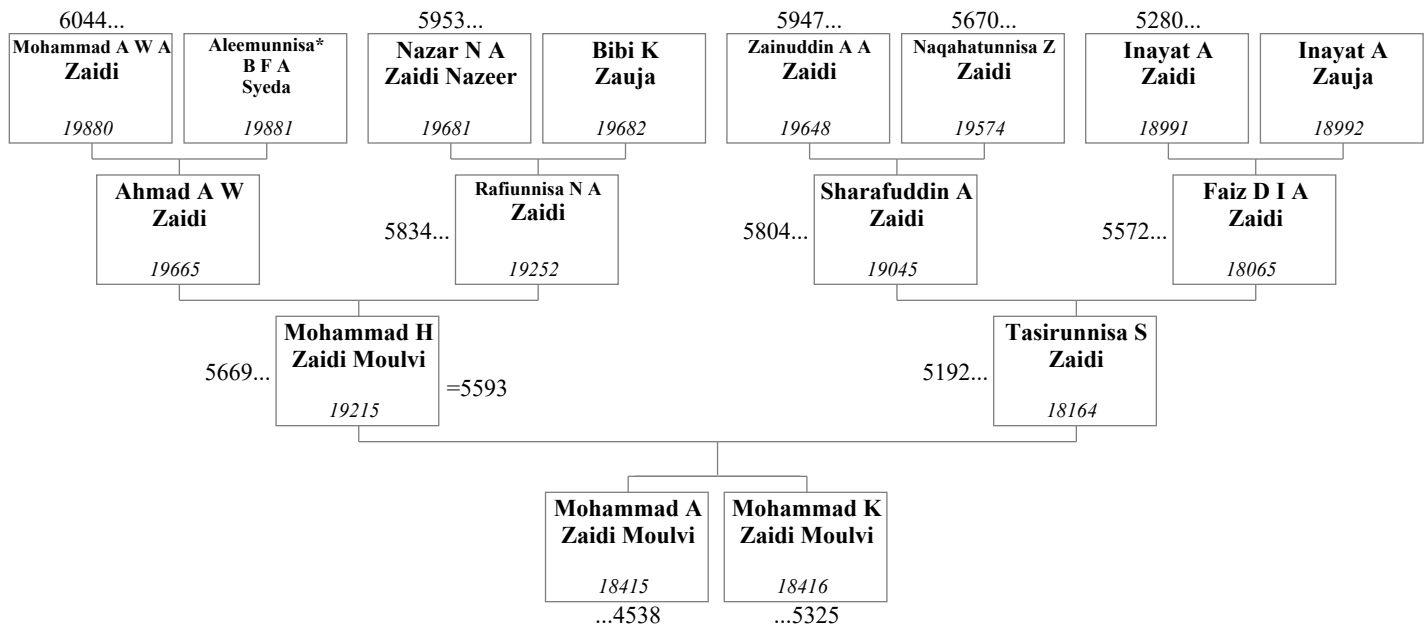 6044...
5953...
5947...
5670...
5280...
Mohammad A W A
Zaidi
19880
Aleemunnisa*
B F A
Syeda
19881
Nazar N A
Zaidi Nazeer
19681
Bibi K
Zauja
19682
Zainuddin A A
Zaidi
19648
Naqahatunnisa Z
Zaidi
19574
Inayat A
Zaidi
18991
Inayat A
Zauja
18992
Ahmad A W
Zaidi
19665
5834...
Rafiunnisa N A
Zaidi
19252
5804...
Sharafuddin A
Zaidi
19045
5572...
Faiz D I A
Zaidi
18065
5669...
Mohammad H
Zaidi Moulvi
19215
=5593
5192...
Tasirunnisa S
Zaidi
18164
Mohammad A
Zaidi Moulvi
18415
...4538
Mohammad K
Zaidi Moulvi
18416
...5325